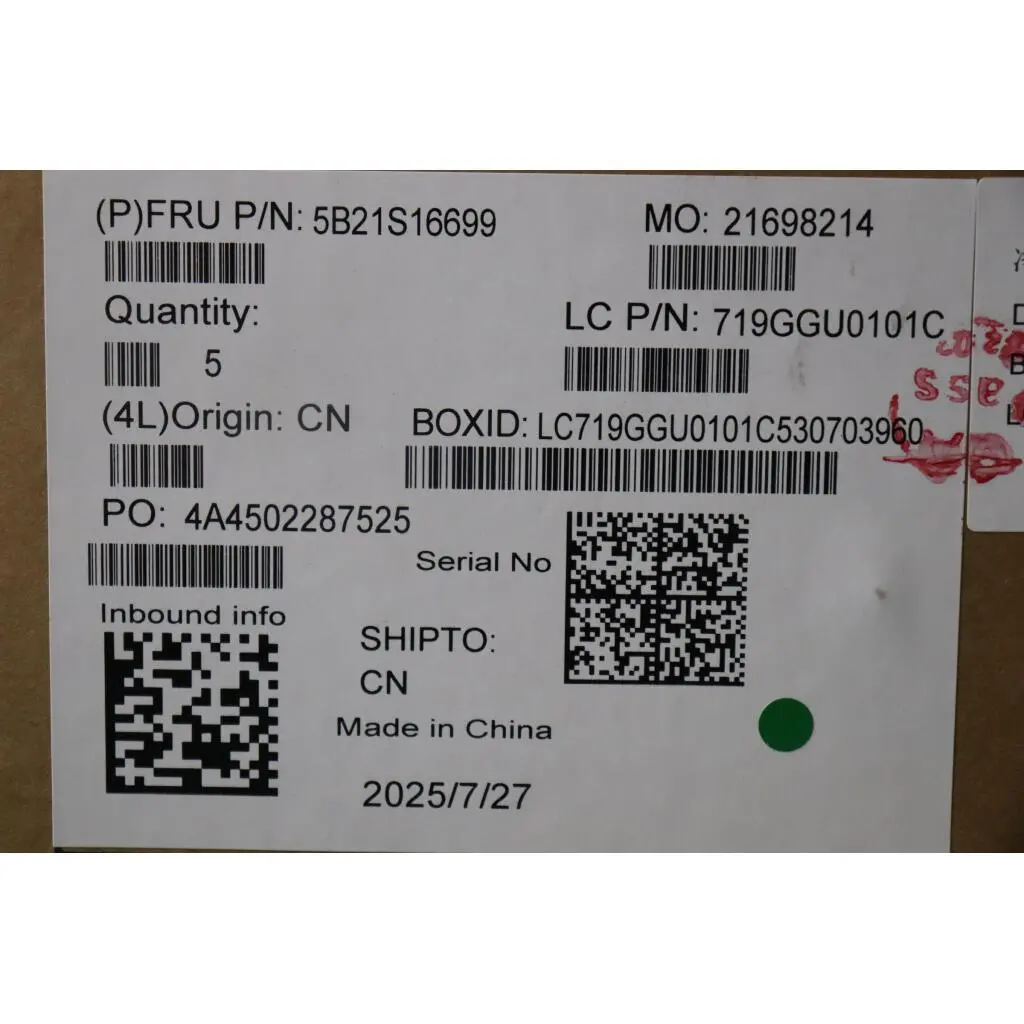 (P)FRU P/N: 5B21S16699
MO: 21698214
Quantity:
5
LC P/N: 719GGU0101C
(4L)Origin: CN
BOXID: LC719GGU0101C530703960
PO: 4A4502287525
Serial No
Inbound info
SHIPTO:
CN
Made in China
2025/7/27